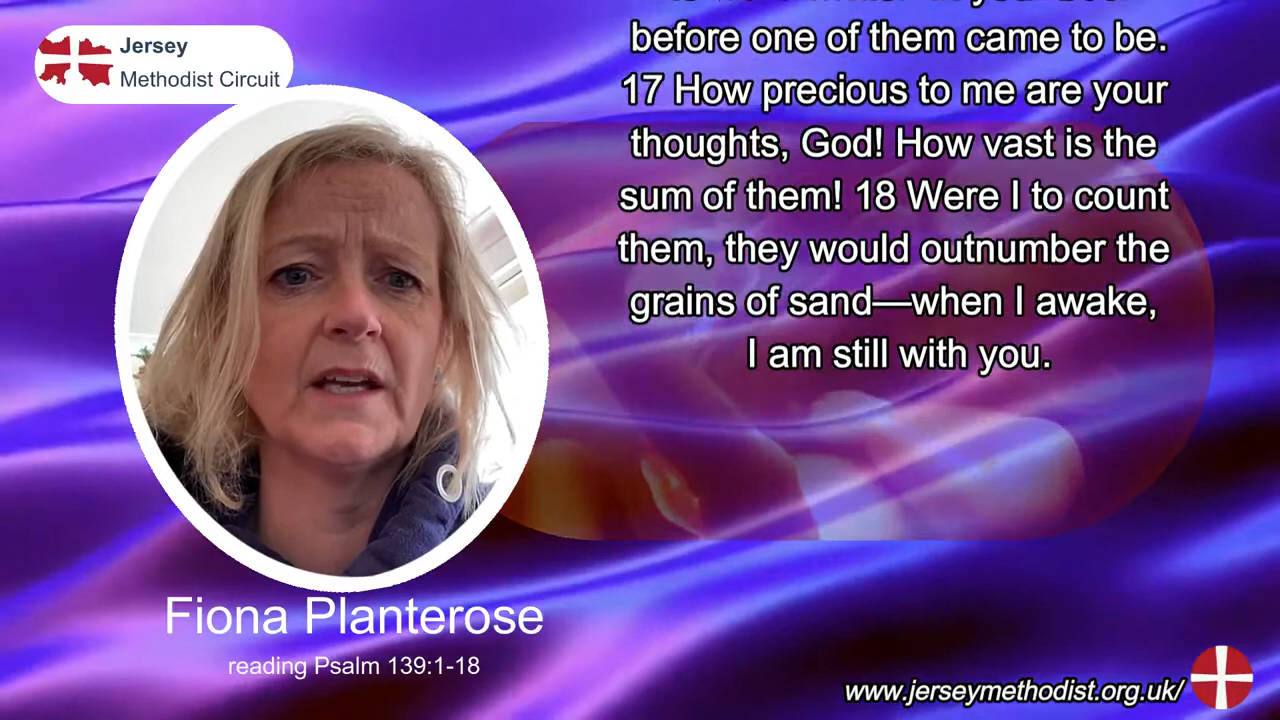 Jersey
Methodist Circuit
before one of them came to be.
17 How precious to me are your
thoughts, God! How vast is the
sum of them! 18 Were I to count
them, they would outnumber the
grains of sand—when I awake,
I am still with you.
Fiona Planterose
reading Psalm 139:1-18
www.jerseymethodist.org.uk/